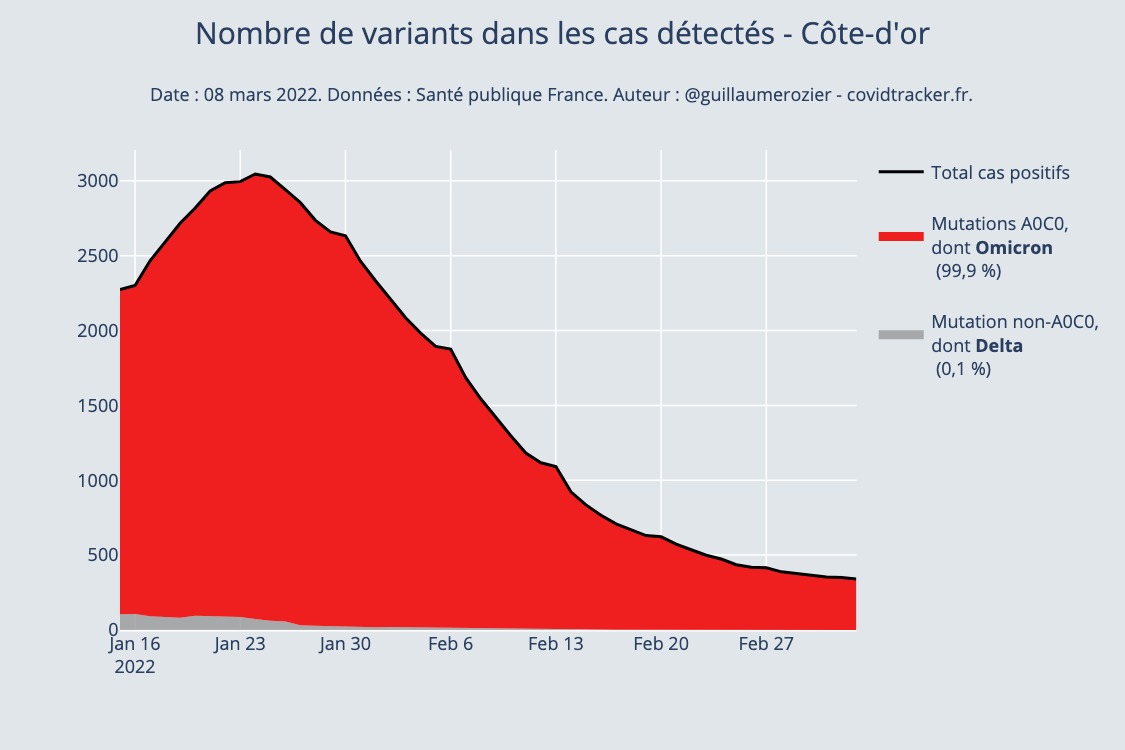 Nombre de variants dans les cas détectés - Côte-d'or
Date : 08 mars 2022. Données : Santé publique France. Auteur : @guillaumerozier - covidtracker.fr.
3000
2500
2000
1500
1000
500
0
Jan 16
2022
Jan 23
Jan 30
Feb 6
Feb 13
Feb 20
Feb 27
Total cas positifs
Mutations A0C0,
dont Omicron
(99,9 %)
Mutation non-A0C0,
dont Delta
(0,1 %)